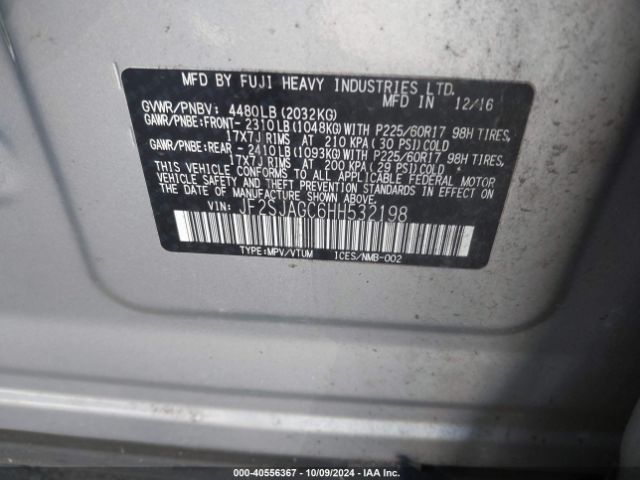 MFD BY FUJI HEAVY INDUSTRIES LTD.
MFD IN 12/16
GVWR/PNBV: 4480LB(2032KG)
GAWR/PNBE:FRONT-2310LB(1048KG)WITH P225/60R17 98H TIRES,
17X7J RIMS AT 210 KPA(30 PSI)COLD
GAWR/PNBE:REAR -2410LB(1093KG)WITH P225/60R17 98H TIRES,
17X7J RIMS AT 200 KPA(29 PSI)COLD
THIS VEHICLE CONFORMS TO ALL APPLICABLE FEDERAL MOTOR
VEHICLE SAFETY STANDARDS IN EFFECT ON THE DATE
OF MANUFACTURE SHOWN ABOVE.
VIN: JF2SJAGC6HH532198
TYPE:MPV/VTUM ICES/NMB-002
000-40556367 - 10/09/2024 - IAA Inc.